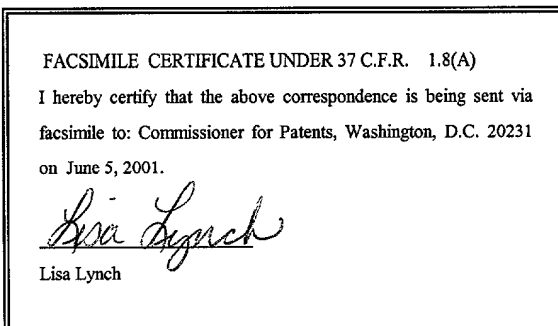 FACSIMILE CERTIFICATE UNDER 37 C.F.R. 1.8(A)
I hereby certify that the above correspondence is being sent via
facsimile to: Commissioner for Patents, Washington, D.C. 20231
on June 5, 2001.
Lisa Lynch
Lisa Lynch